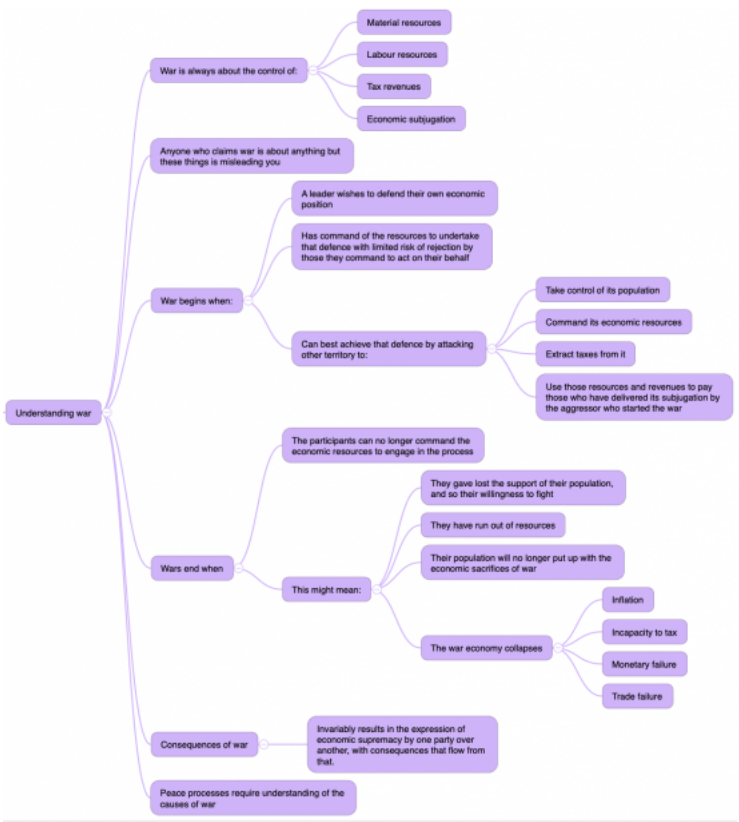 Material resources
Labour resources
War is always about the control of:
Tax revenues
Economic subjugation
Anyone who claims war is about anything but
these things is misleading you
A leader wishes to defend their own economic
position
Has command of the resources to undertake
that defence with limited risk of rejection by
those they command to act on their behalf
War begins when:
Can best achieve that defence by attacking
other territory to:
Take control of its population
Command its economic resources
Extract taxes from it
Use those resources and revenues to pay
those who have delivered its subjugation by
the aggressor who started the war
Understanding war
The participants can no longer command the
economic resources to engage in the process
Wars end when
This might mean:
They gave lost the support of their population,
and so their willingness to fight
They have run out of resources
Their population will no longer put up with the
economic sacrifices of war
The war economy collapses
Inflation
Incapacity to tax
Monetary failure
Trade failure
Consequences of war
Invariably results in the expression of
economic supremacy by one party over
another, with consequences that flow from
that.
Peace processes require understanding of the
causes of war